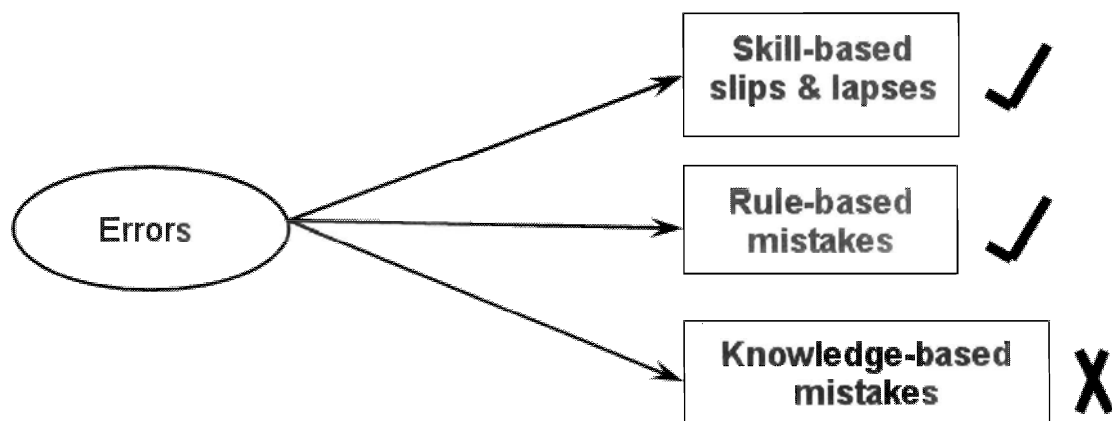 Skill-based
slips & lapses
Errors
Rule-based
mistakes
Knowledge-based
mistakes